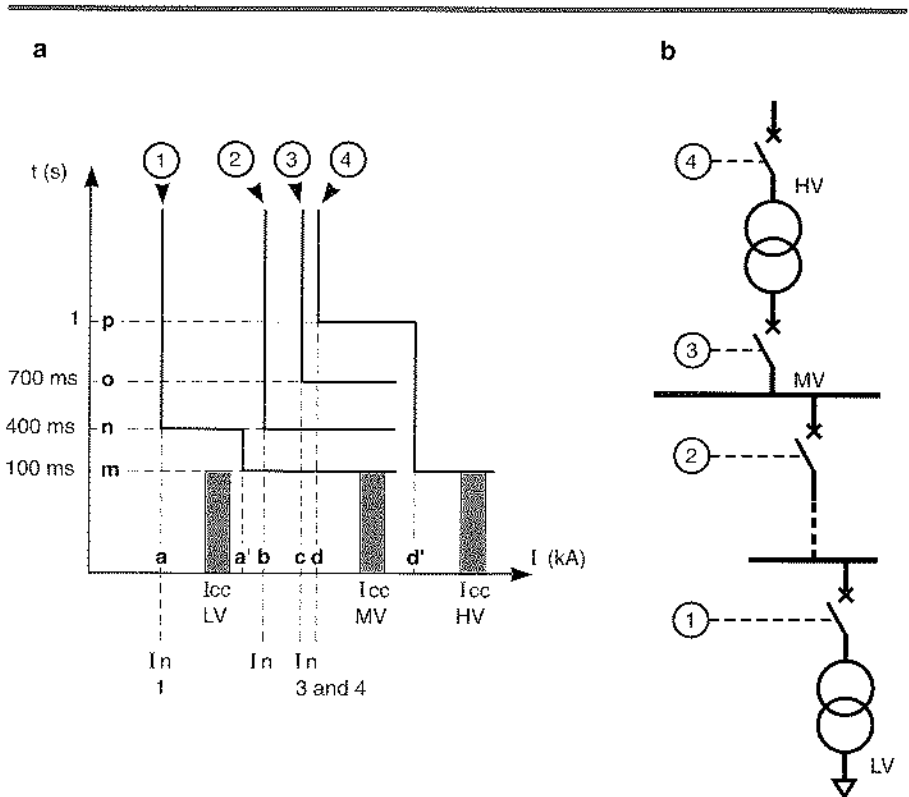 a
b
1 2 3 4
t (s)
1 p
700 ms o
400 ms n
100 ms m
a a' b c d d' I (kA)
Icc Icc Icc
LV MV HV
In In In
1 3 and 4
4
HV
3
MV
2
1
LV